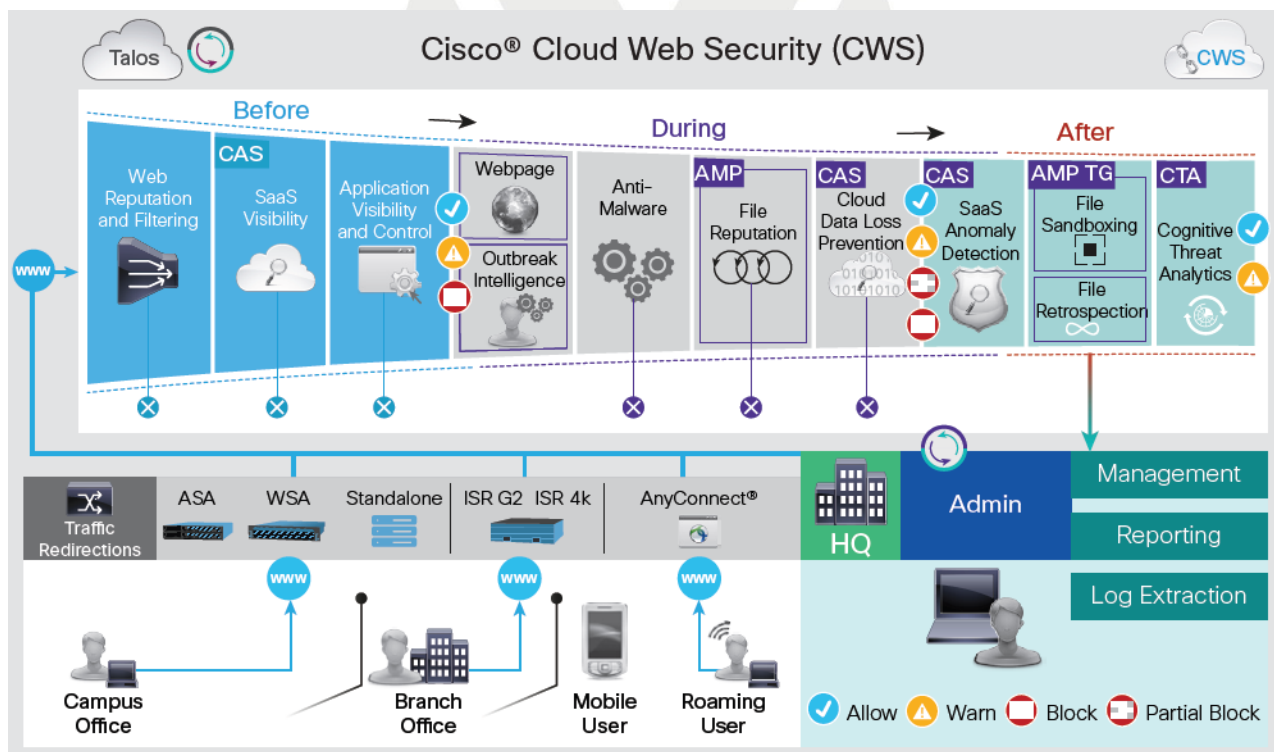 Talos
Cisco® Cloud Web Security (CWS)
CWS
Before
During
After
Web
Reputation
and Filtering
CAS
SaaS
Visibility
Application
Visibility
and Control
Webpage
Outbreak
Intelligence
Anti-
Malware
AMP
File
Reputation
CAS
Cloud
Data Loss
Prevention
CAS
SaaS
Anomaly
Detection
AMP TG
File
Sandboxing
File
Retrospection
CTA
Cognitive
Threat
Analytics
www
Traffic
Redirections
ASA
WSA
Standalone
ISR G2
ISR 4k
AnyConnect®
HQ
Admin
Management
Reporting
Log Extraction
www
www
www
Campus
Office
Branch
Office
Mobile
User
Roaming
User
Allow
Warn
Block
Partial Block